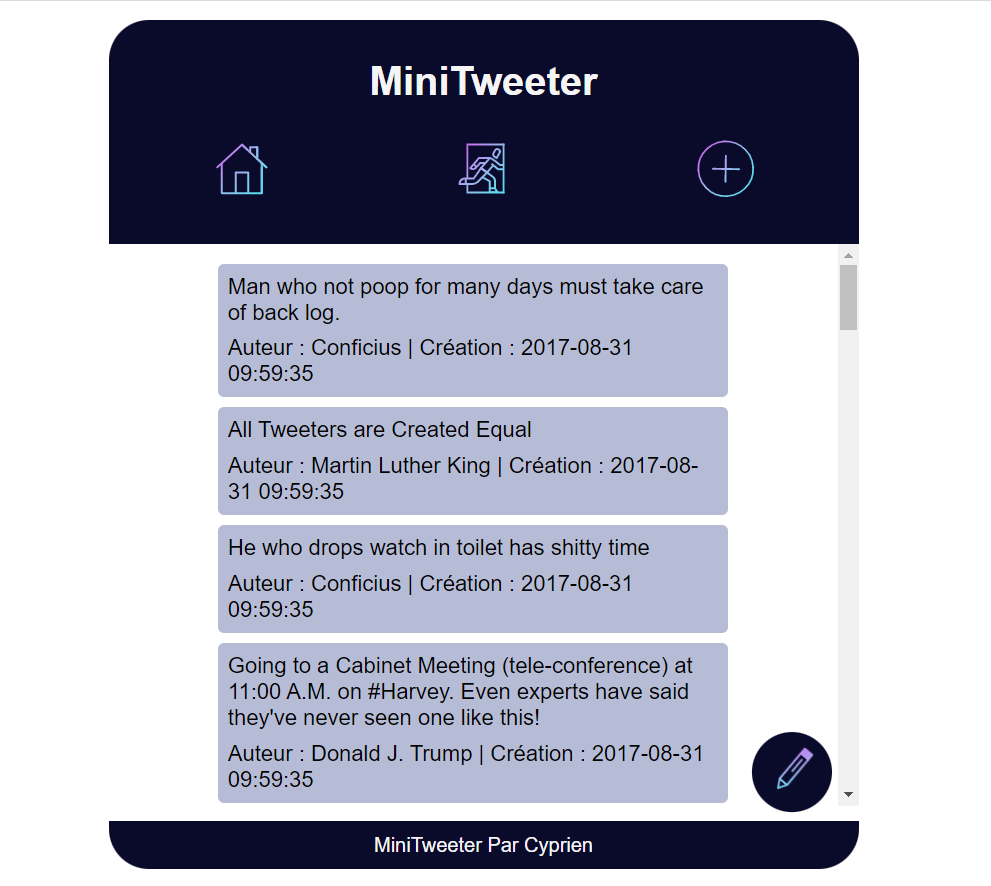 MiniTweeter
Man who not poop for many days must take care
of back log.
Auteur : Conficius | Création : 2017-08-31
09:59:35
All Tweeters are Created Equal
Auteur : Martin Luther King | Création : 2017-08-
31 09:59:35
He who drops watch in toilet has shitty time
Auteur : Conficius | Création : 2017-08-31
09:59:35
Going to a Cabinet Meeting (tele-conference) at
11:00 A.M. on #Harvey. Even experts have said
they've never seen one like this!
Auteur : Donald J. Trump | Création : 2017-08-31
09:59:35
MiniTweeter Par Cyprien